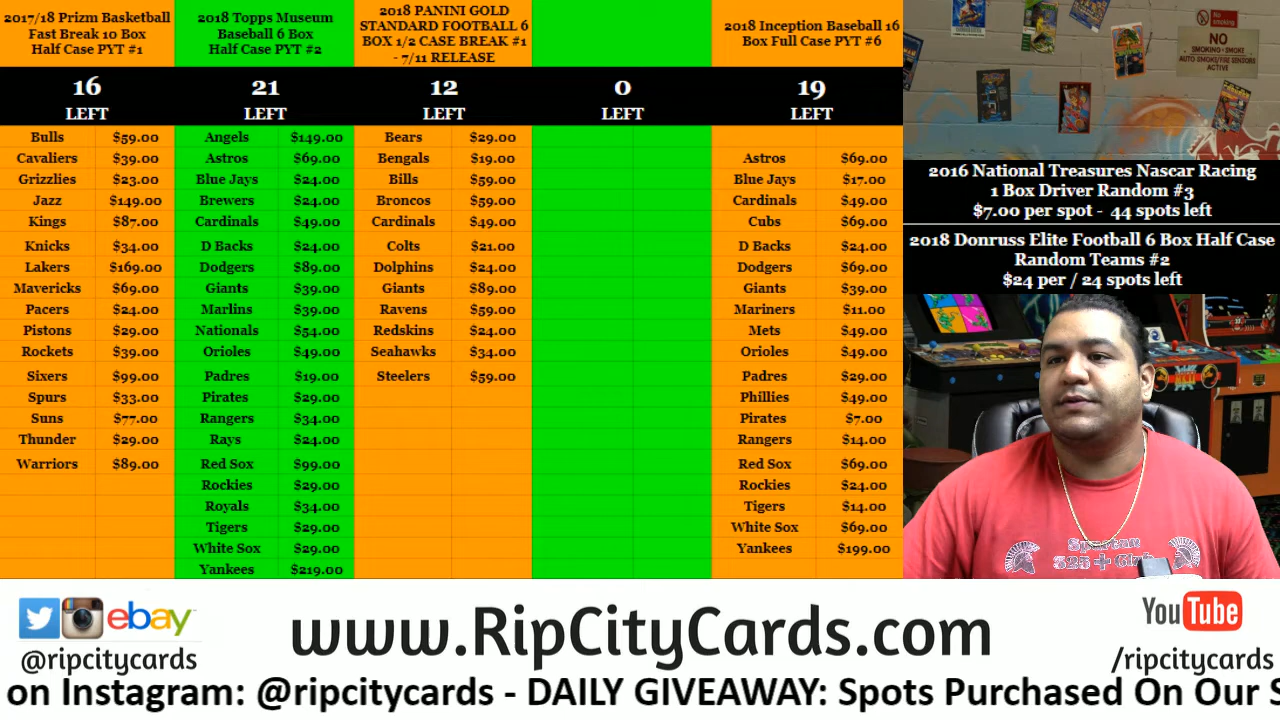 2017/18 Prizm Basketball
Fast Break 10 Box
Half Case PYT #1
16
LEFT
Bulls $59.00
Cavaliers $39.00
Grizzlies $23.00
Jazz $149.00
Kings $87.00
Knicks $34.00
Lakers $169.00
Mavericks $69.00
Pacers $24.00
Pistons $29.00
Rockets $39.00
Sixers $99.00
Spurs $33.00
Suns $77.00
Thunder $29.00
Warriors $89.00
2018 Topps Museum
Baseball 6 Box
Half Case PYT #2
21
LEFT
Angels $149.00
Astros $69.00
Blue Jays $24.00
Brewers $24.00
Cardinals $49.00
D Backs $24.00
Dodgers $89.00
Giants $39.00
Marlins $39.00
Nationals $54.00
Orioles $49.00
Padres $19.00
Pirates $29.00
Rangers $34.00
Rays $24.00
Red Sox $99.00
Rockies $29.00
Royals $34.00
Tigers $29.00
White Sox $29.00
Yankees $219.00
2018 PANINI GOLD
STANDARD FOOTBALL 6
BOX 1/2 CASE BREAK #1
- 7/11 RELEASE
12
LEFT
Bears $29.00
Bengals $19.00
Bills $59.00
Broncos $59.00
Cardinals $49.00
Colts $21.00
Dolphins $24.00
Giants $89.00
Ravens $59.00
Redskins $24.00
Seahawks $34.00
Steelers $59.00
0
LEFT
2018 Inception Baseball 16
Box Full Case PYT #6
19
LEFT
Astros $69.00
Blue Jays $17.00
Cardinals $49.00
Cubs $69.00
D Backs $24.00
Dodgers $69.00
Giants $39.00
Mariners $11.00
Mets $49.00
Orioles $49.00
Padres $29.00
Phillies $49.00
Pirates $7.00
Rangers $14.00
Red Sox $69.00
Rockies $24.00
Tigers $14.00
White Sox $69.00
Yankees $199.00
No
smoking
NO
SMOKING • SMOKE
AUTO SMOKE/FIRE SENSORS
ACTIVE
2016 National Treasures Nascar Racing
1 Box Driver Random #3
$7.00 per spot - 44 spots left
2018 Donruss Elite Football 6 Box Half Case
Random Teams #2
$24 per / 24 spots left
Spartan
325 +
ebay
@ripcitycards
www.RipCityCards.com
YouTube
/ripcitycards
on Instagram: @ripcitycards - DAILY GIVEAWAY: Spots Purchased On Our S